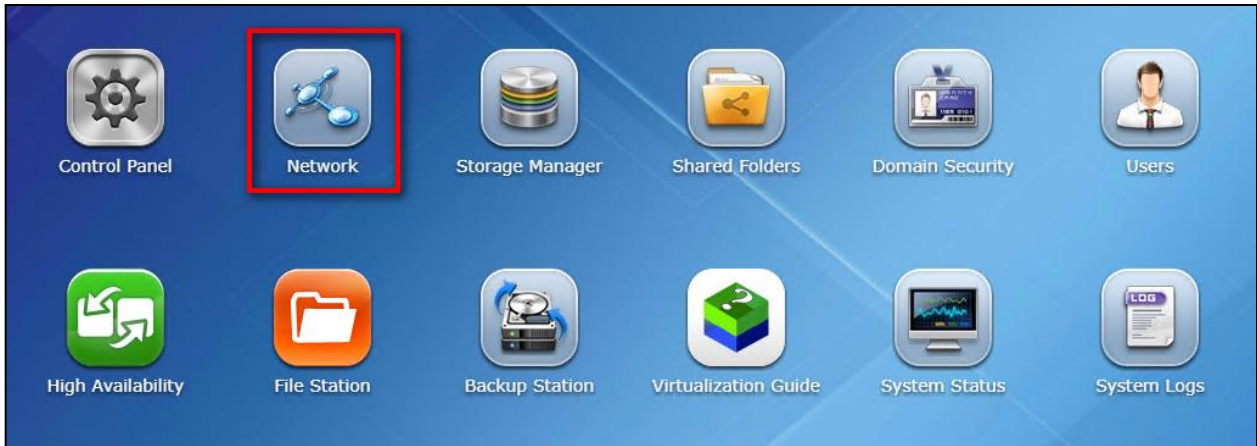 Control Panel
Network
Storage Manager
Shared Folders
Domain Security
Users
High Availability
File Station
Backup Station
Virtualization Guide
System Status
LOG
System Logs